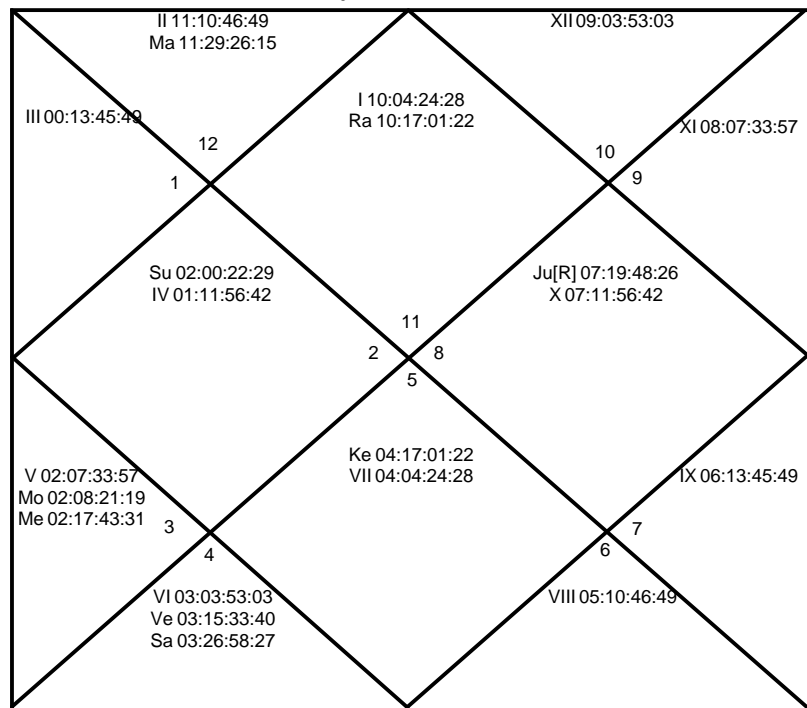 II 11:10:46:49
Ma 11:29:26:15
XII 09:03:53:03
I 10:04:24:28
Ra 10:17:01:22
III 00:13:45:49
XI 08:07:33:57
12
10
1
9
Su 02:00:22:29
IV 01:11:56:42
Ju[R] 07:19:48:26
X 07:11:56:42
11
2
8
5
Ke 04:17:01:22
VII 04:04:24:28
V 02:07:33:57
Mo 02:08:21:19
Me 02:17:43:31
IX 06:13:45:49
3
7
4
6
VI 03:03:53:03
Ve 03:15:33:40
Sa 03:26:58:27
VIII 05:10:46:49